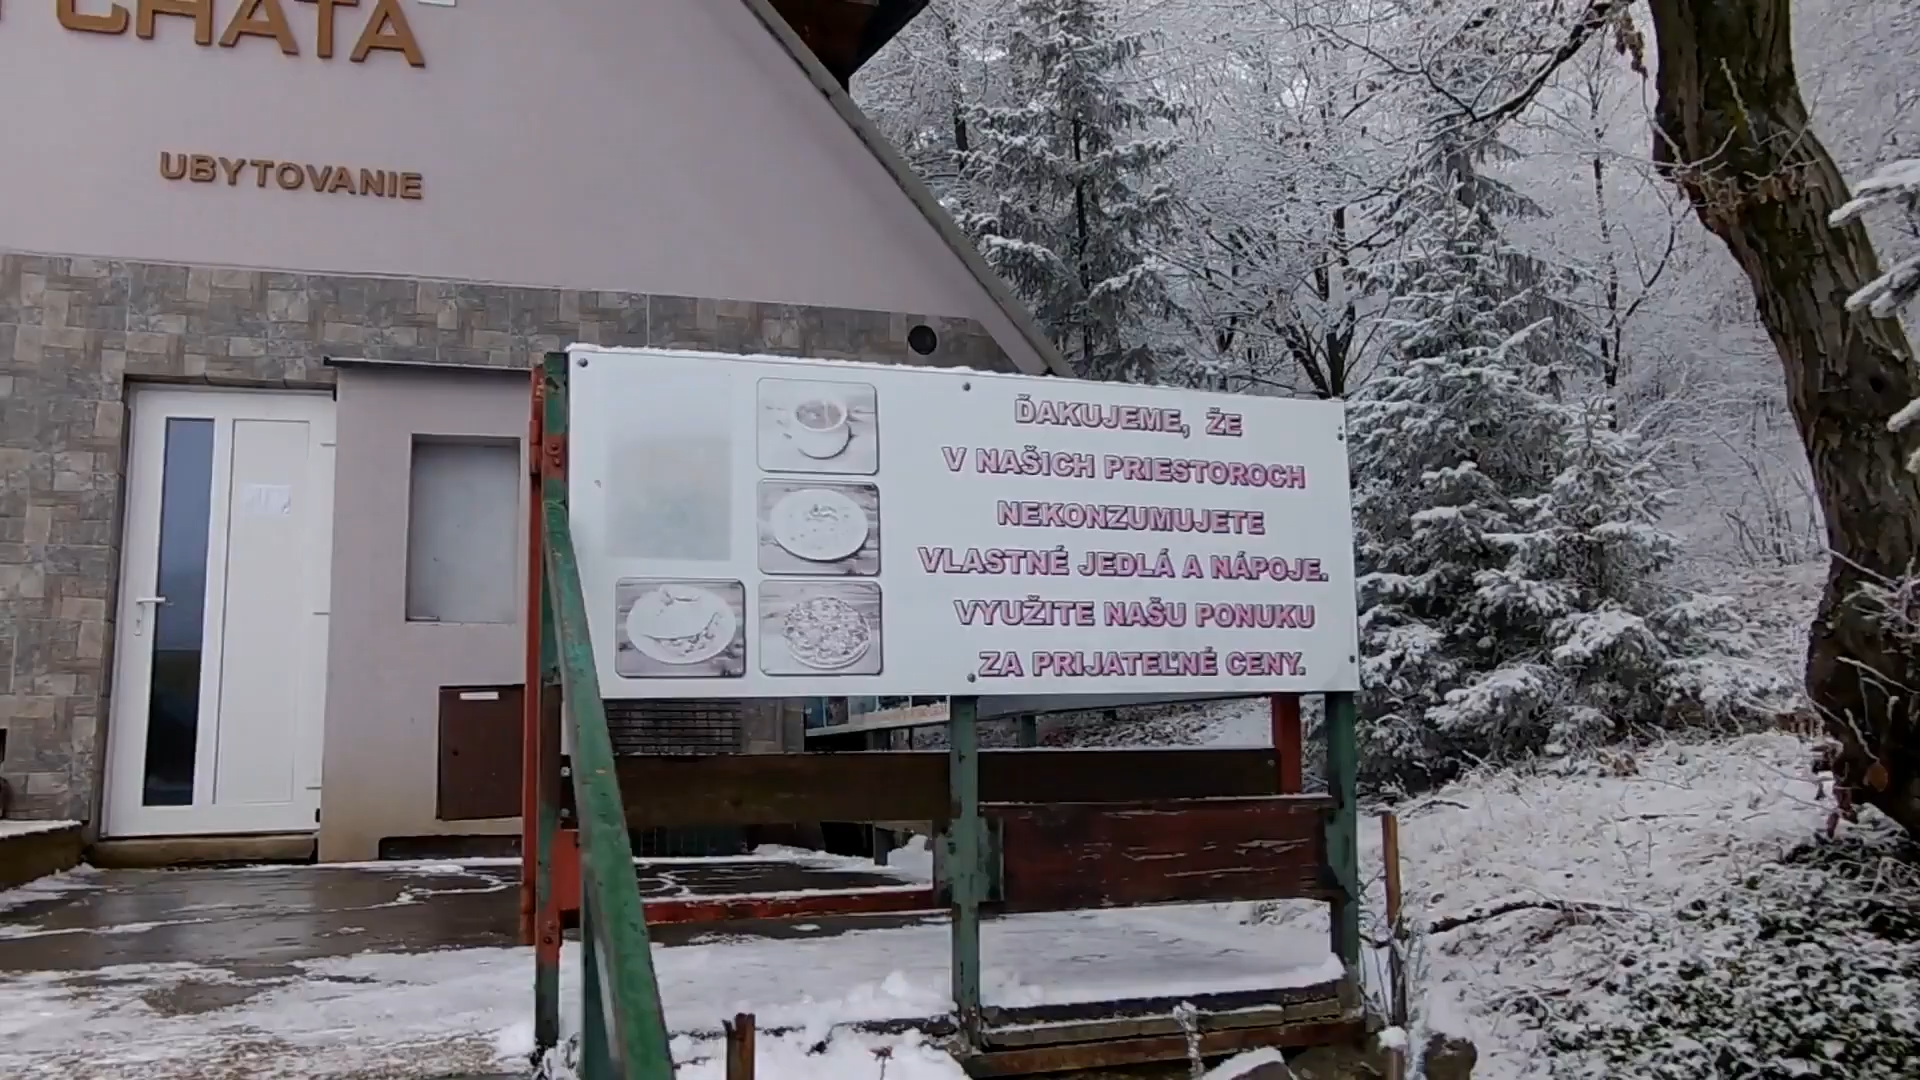 CHATA
UBYTOVANIE
ĎAKUJEME, ŽE
V NAŠICH PRIESTOROCH
NEKONZUMUJETE
VLASTNÉ JEDLÁ A NÁPOJE.
VYUŽITE NAŠU PONUKU
ZA PRIJATEĽNÉ CENY.